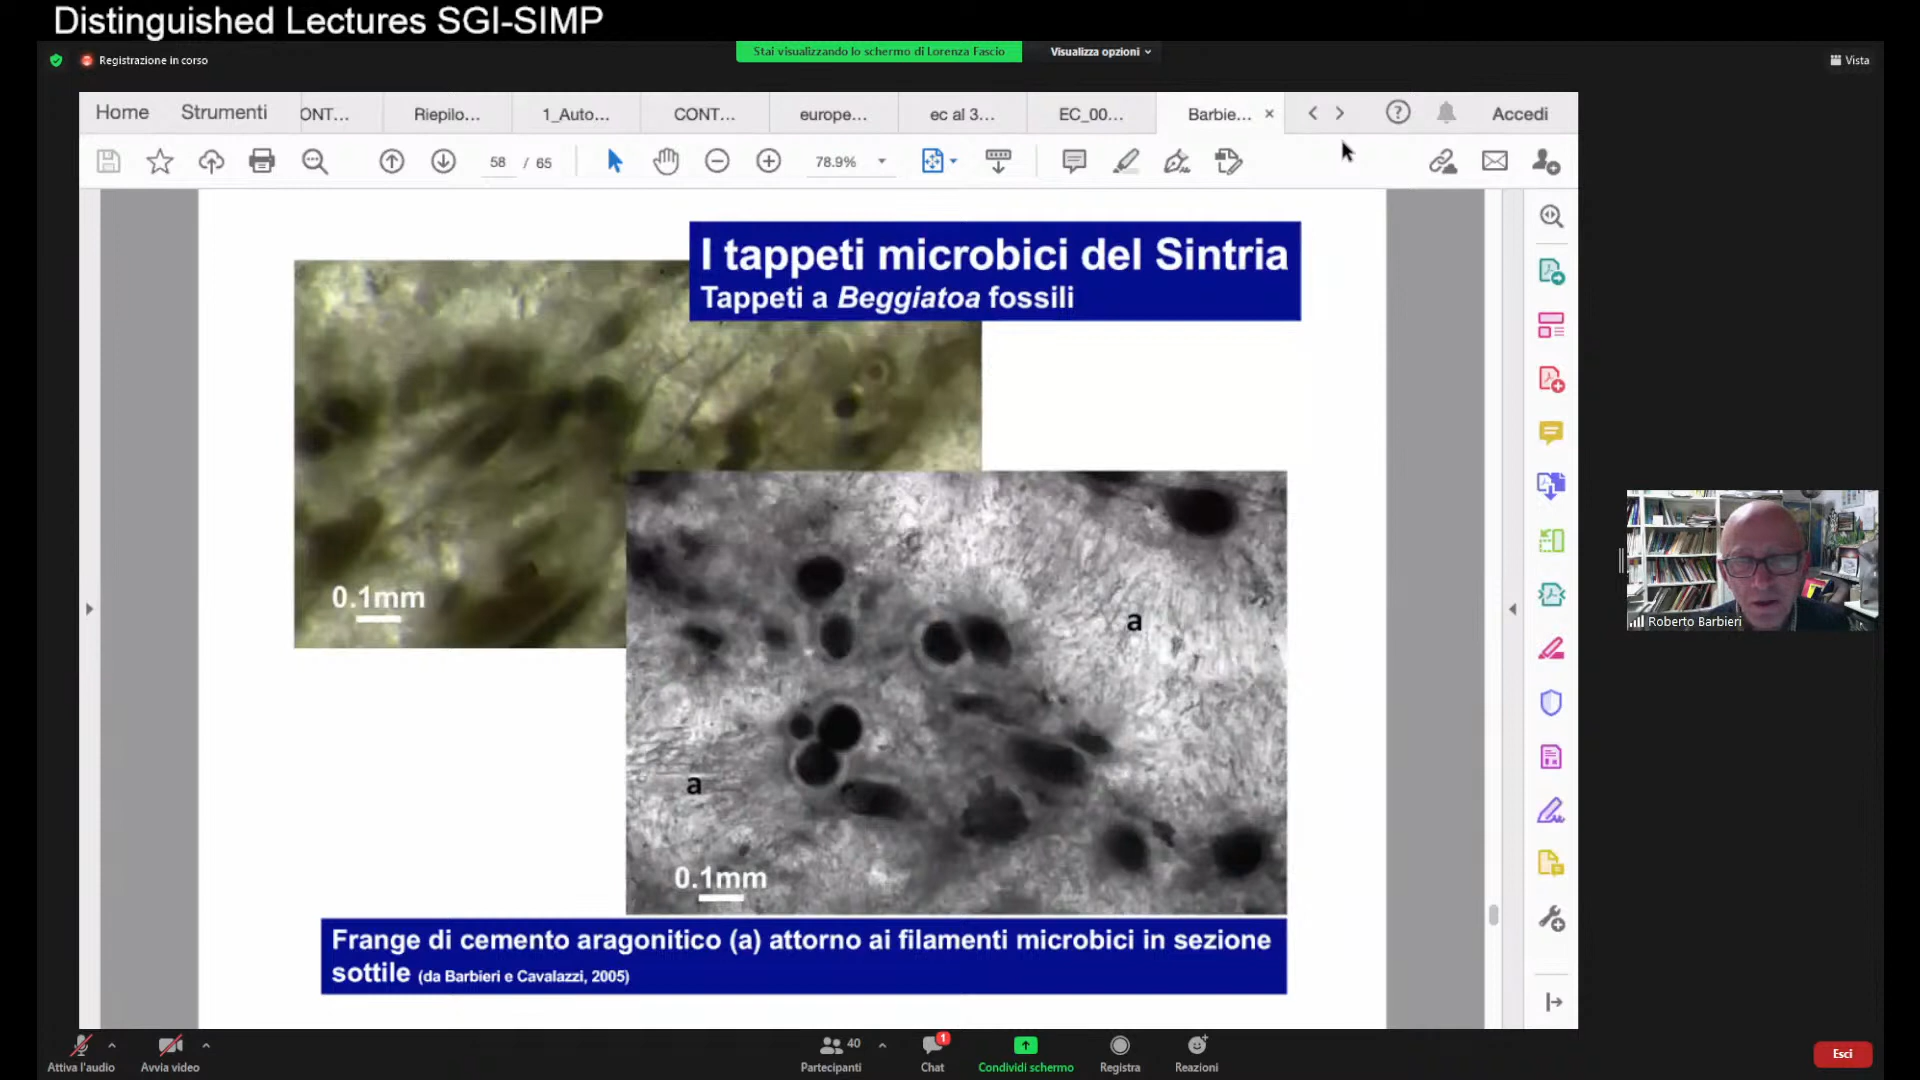 Distinguished Lectures SGI-SIMP
Registrazione in corso
Stai visualizzando lo schermo di Lorenza Fascio
Visualizza opzioni
Vista
Home
Strumenti
ONT...
Riepilo...
1_Auto...
CONT...
europe...
ec al 3...
EC_00...
Barbie...
Accedi
58 / 65
78.9%
I tappeti microbici del Sintria
Tappeti a Beggiatoa fossili
0.1mm
a
a
0.1mm
Frange di cemento aragonitico (a) attorno ai filamenti microbici in sezione
sottile (da Barbieri e Cavalazzi, 2005)
Roberto Barbieri
Attiva l'audio
Avvia video
40
Partecipanti
1
Chat
Condividi schermo
Registra
Reazioni
Esci